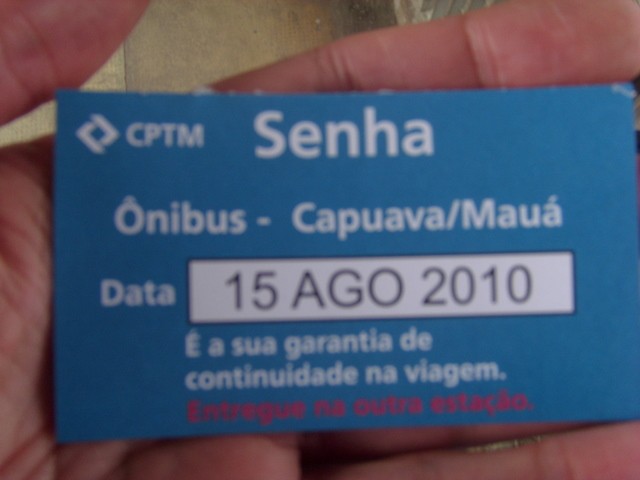 CPTM Senha
Ônibus - Capuava/Mauá
Data 15 AGO 2010
É a sua garantia de
continuidade na viagem.
Entregue na outra estação.